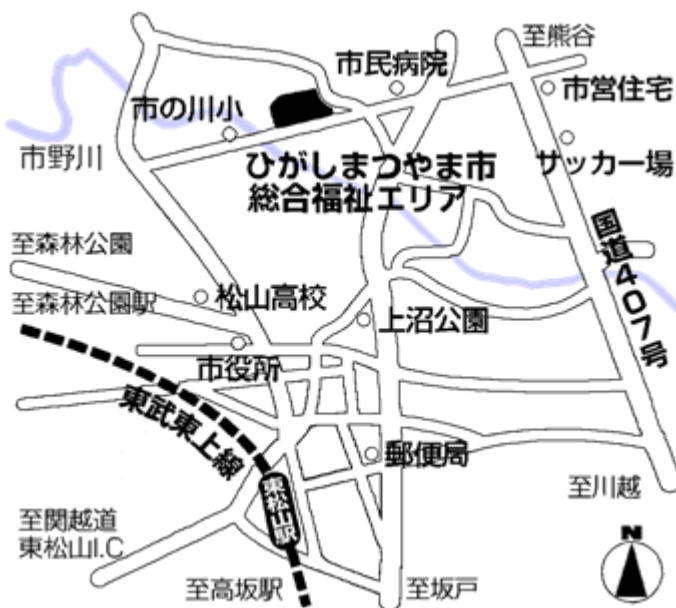 至熊谷
市民病院
市営住宅
市の川小
サッカー場
市野川
ひがしまつやま市
総合福祉エリア
至森林公園
国道407号
至森林公園駅
松山高校
上沼公園
市役所
東武東上線
郵便局
東松山駅
至川越
至関越道
東松山I.C
至高坂駅
至坂戸
N